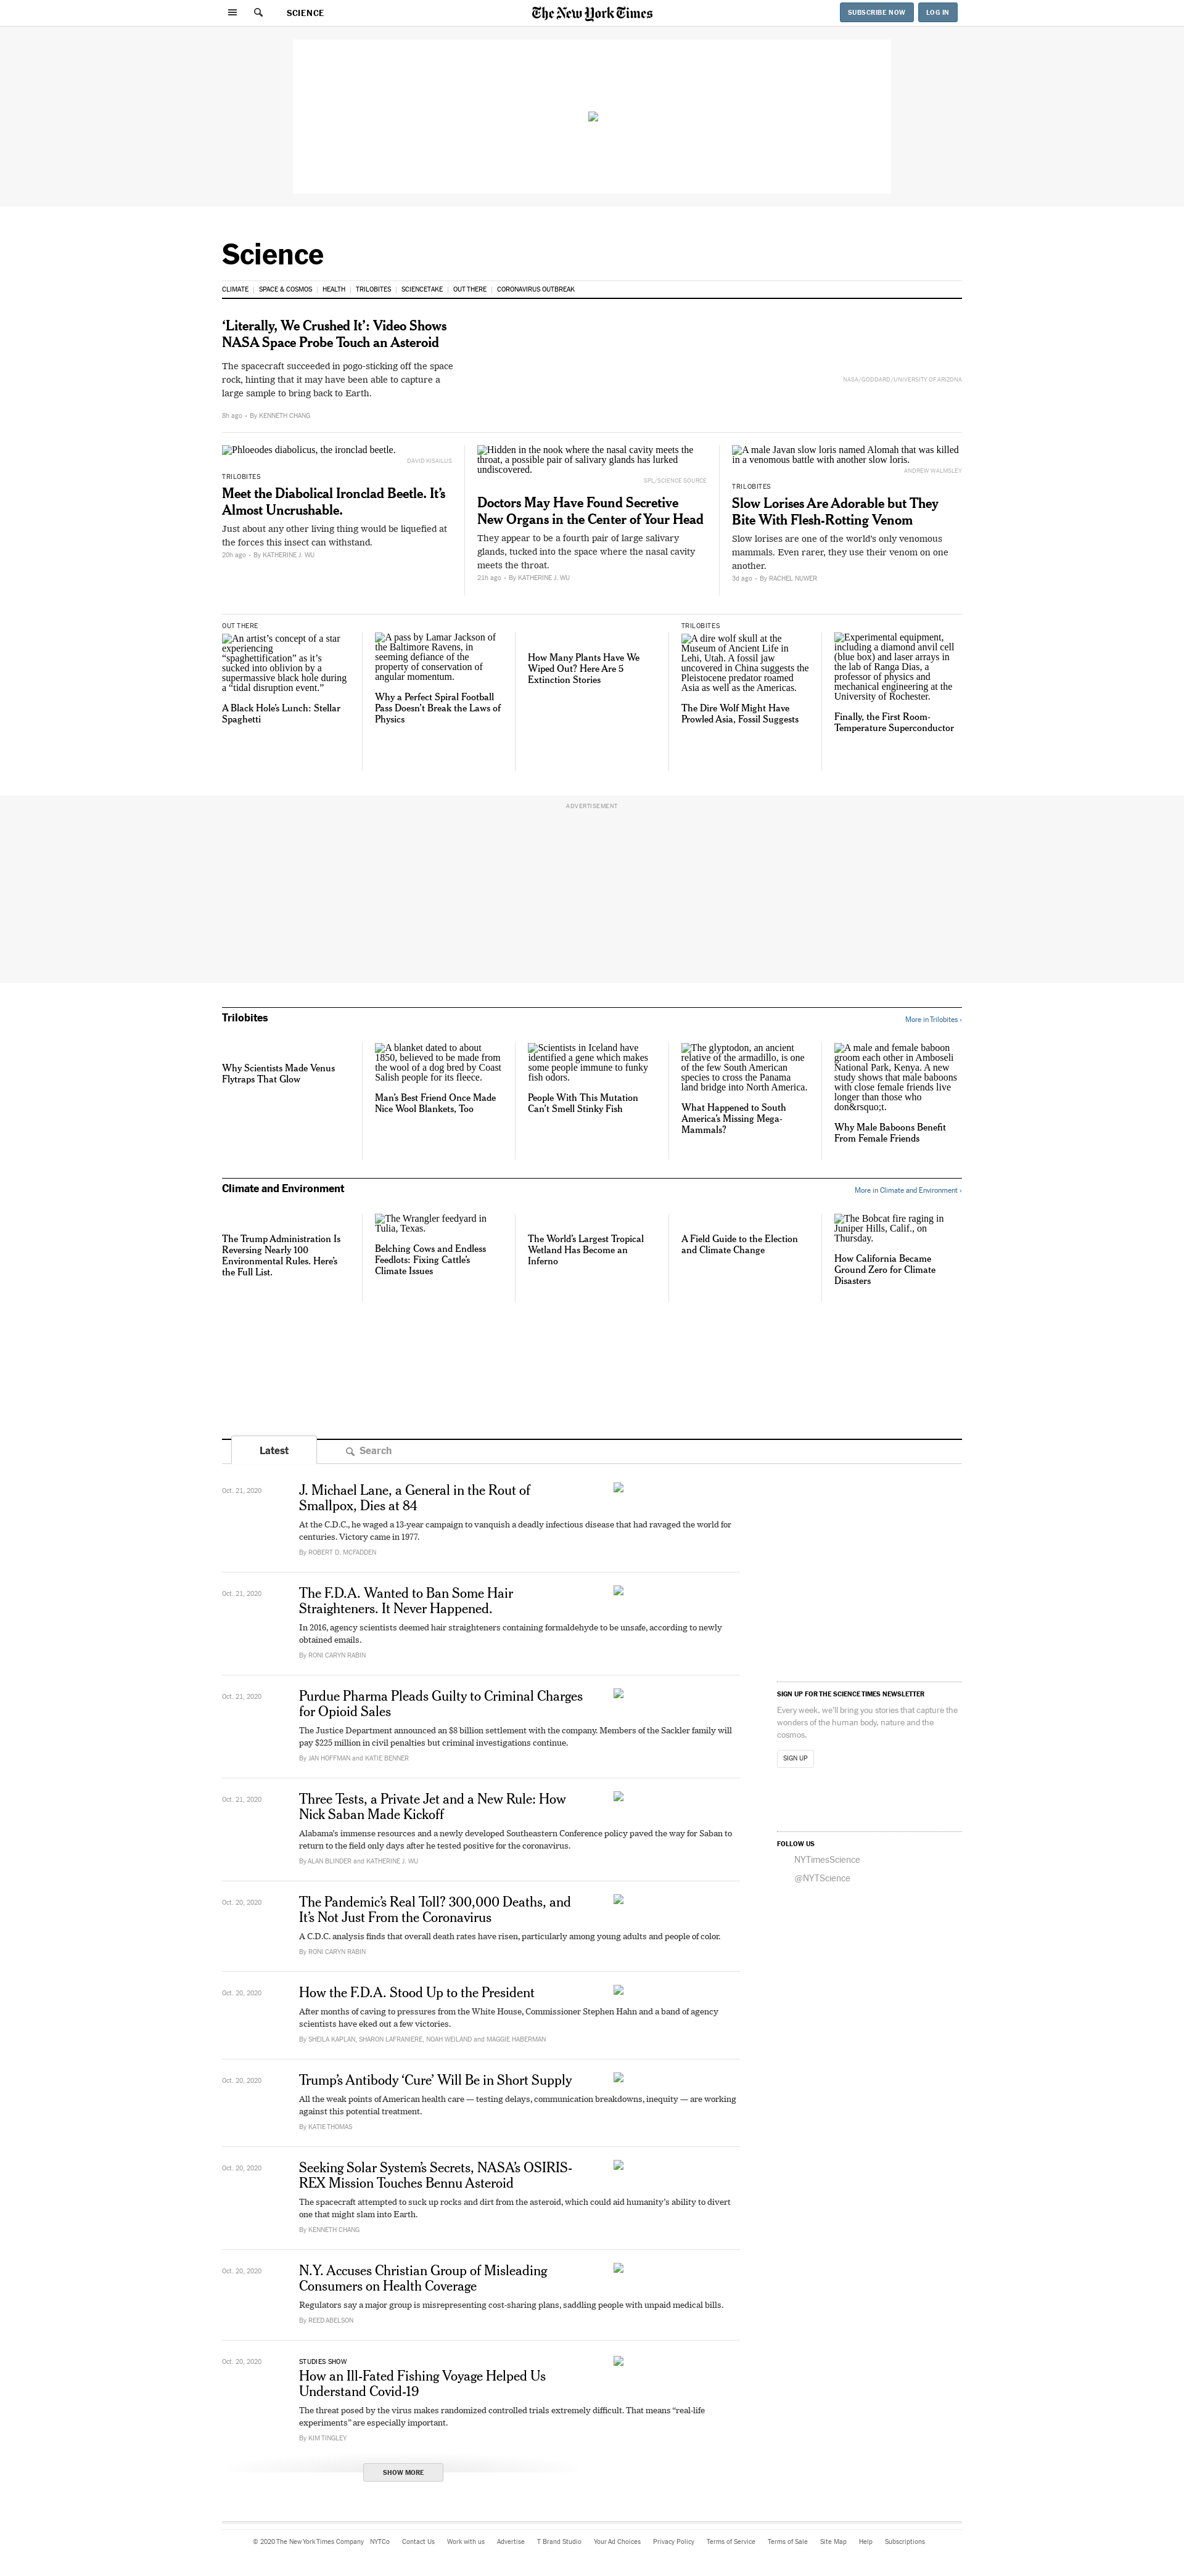 SCIENCE
The New York Times
SUBSCRIBE NOW
LOG IN
Science
CLIMATE | SPACE & COSMOS | HEALTH | TRILOBITES | SCIENCETAKE | OUT THERE | CORONAVIRUS OUTBREAK
‘Literally, We Crushed It’: Video Shows
NASA Space Probe Touch an Asteroid
The spacecraft succeeded in pogo-sticking off the space
rock, hinting that it may have been able to capture a
large sample to bring back to Earth.
8h ago • By KENNETH CHANG
NASA/GODDARD/UNIVERSITY OF ARIZONA
Phloeodes diabolicus, the ironclad beetle.
DAVID KISAILUS
TRILOBITES
Meet the Diabolical Ironclad Beetle. It’s
Almost Uncrushable.
Just about any other living thing would be liquefied at
the forces this insect can withstand.
20h ago • By KATHERINE J. WU
Hidden in the nook where the nasal cavity meets the
throat, a possible pair of salivary glands has lurked
undiscovered.
SPL/SCIENCE SOURCE
Doctors May Have Found Secretive
New Organs in the Center of Your Head
They appear to be a fourth pair of large salivary
glands, tucked into the space where the nasal cavity
meets the throat.
21h ago • By KATHERINE J. WU
A male Javan slow loris named Alomah that was killed
in a venomous battle with another slow loris.
ANDREW WALMSLEY
TRILOBITES
Slow Lorises Are Adorable but They
Bite With Flesh-Rotting Venom
Slow lorises are one of the world’s only venomous
mammals. Even rarer, they use their venom on one
another.
3d ago • By RACHEL NUWER
OUT THERE
An artist’s concept of a star
experiencing
“spaghettification” as it’s
sucked into oblivion by a
supermassive black hole during
a “tidal disruption event.”
A Black Hole’s Lunch: Stellar
Spaghetti
A pass by Lamar Jackson of
the Baltimore Ravens, in
seeming defiance of the
property of conservation of
angular momentum.
Why a Perfect Spiral Football
Pass Doesn’t Break the Laws of
Physics
How Many Plants Have We
Wiped Out? Here Are 5
Extinction Stories
TRILOBITES
A dire wolf skull at the
Museum of Ancient Life in
Lehi, Utah. A fossil jaw
uncovered in China suggests the
Pleistocene predator roamed
Asia as well as the Americas.
The Dire Wolf Might Have
Prowled Asia, Fossil Suggests
Experimental equipment,
including a diamond anvil cell
(blue box) and laser arrays in
the lab of Ranga Dias, a
professor of physics and
mechanical engineering at the
University of Rochester.
Finally, the First Room-
Temperature Superconductor
ADVERTISEMENT
Trilobites
More in Trilobites ›
Why Scientists Made Venus
Flytraps That Glow
A blanket dated to about
1850, believed to be made from
the wool of a dog bred by Coast
Salish people for its fleece.
Man’s Best Friend Once Made
Nice Wool Blankets, Too
Scientists in Iceland have
identified a gene which makes
some people immune to funky
fish odors.
People With This Mutation
Can’t Smell Stinky Fish
The glyptodon, an ancient
relative of the armadillo, is one
of the few South American
species to cross the Panama
land bridge into North America.
What Happened to South
America’s Missing Mega-
Mammals?
A male and female baboon
groom each other in Amboseli
National Park, Kenya. A new
study shows that male baboons
with close female friends live
longer than those who
don&rsquo;t.
Why Male Baboons Benefit
From Female Friends
Climate and Environment
More in Climate and Environment ›
The Trump Administration Is
Reversing Nearly 100
Environmental Rules. Here’s
the Full List.
The Wrangler feedyard in
Tulia, Texas.
Belching Cows and Endless
Feedlots: Fixing Cattle’s
Climate Issues
The World’s Largest Tropical
Wetland Has Become an
Inferno
A Field Guide to the Election
and Climate Change
The Bobcat fire raging in
Juniper Hills, Calif., on
Thursday.
How California Became
Ground Zero for Climate
Disasters
Latest
Search
Oct. 21, 2020
J. Michael Lane, a General in the Rout of
Smallpox, Dies at 84
At the C.D.C., he waged a 13-year campaign to vanquish a deadly infectious disease that had ravaged the world for
centuries. Victory came in 1977.
By ROBERT D. MCFADDEN
Oct. 21, 2020
The F.D.A. Wanted to Ban Some Hair
Straighteners. It Never Happened.
In 2016, agency scientists deemed hair straighteners containing formaldehyde to be unsafe, according to newly
obtained emails.
By RONI CARYN RABIN
Oct. 21, 2020
Purdue Pharma Pleads Guilty to Criminal Charges
for Opioid Sales
The Justice Department announced an $8 billion settlement with the company. Members of the Sackler family will
pay $225 million in civil penalties but criminal investigations continue.
By JAN HOFFMAN and KATIE BENNER
Oct. 21, 2020
Three Tests, a Private Jet and a New Rule: How
Nick Saban Made Kickoff
Alabama’s immense resources and a newly developed Southeastern Conference policy paved the way for Saban to
return to the field only days after he tested positive for the coronavirus.
By ALAN BLINDER and KATHERINE J. WU
Oct. 20, 2020
The Pandemic’s Real Toll? 300,000 Deaths, and
It’s Not Just From the Coronavirus
A C.D.C. analysis finds that overall death rates have risen, particularly among young adults and people of color.
By RONI CARYN RABIN
Oct. 20, 2020
How the F.D.A. Stood Up to the President
After months of caving to pressures from the White House, Commissioner Stephen Hahn and a band of agency
scientists have eked out a few victories.
By SHEILA KAPLAN, SHARON LAFRANIERE, NOAH WEILAND and MAGGIE HABERMAN
Oct. 20, 2020
Trump’s Antibody ‘Cure’ Will Be in Short Supply
All the weak points of American health care — testing delays, communication breakdowns, inequity — are working
against this potential treatment.
By KATIE THOMAS
Oct. 20, 2020
Seeking Solar System’s Secrets, NASA’s OSIRIS-
REX Mission Touches Bennu Asteroid
The spacecraft attempted to suck up rocks and dirt from the asteroid, which could aid humanity’s ability to divert
one that might slam into Earth.
By KENNETH CHANG
Oct. 20, 2020
N.Y. Accuses Christian Group of Misleading
Consumers on Health Coverage
Regulators say a major group is misrepresenting cost-sharing plans, saddling people with unpaid medical bills.
By REED ABELSON
Oct. 20, 2020
STUDIES SHOW
How an Ill-Fated Fishing Voyage Helped Us
Understand Covid-19
The threat posed by the virus makes randomized controlled trials extremely difficult. That means “real-life
experiments” are especially important.
By KIM TINGLEY
SHOW MORE
SIGN UP FOR THE SCIENCE TIMES NEWSLETTER
Every week, we’ll bring you stories that capture the
wonders of the human body, nature and the
cosmos.
SIGN UP
FOLLOW US
NYTimesScience
@NYTScience
© 2020 The New York Times Company NYTCo Contact Us Work with us Advertise T Brand Studio Your Ad Choices Privacy Policy Terms of Service Terms of Sale Site Map Help Subscriptions